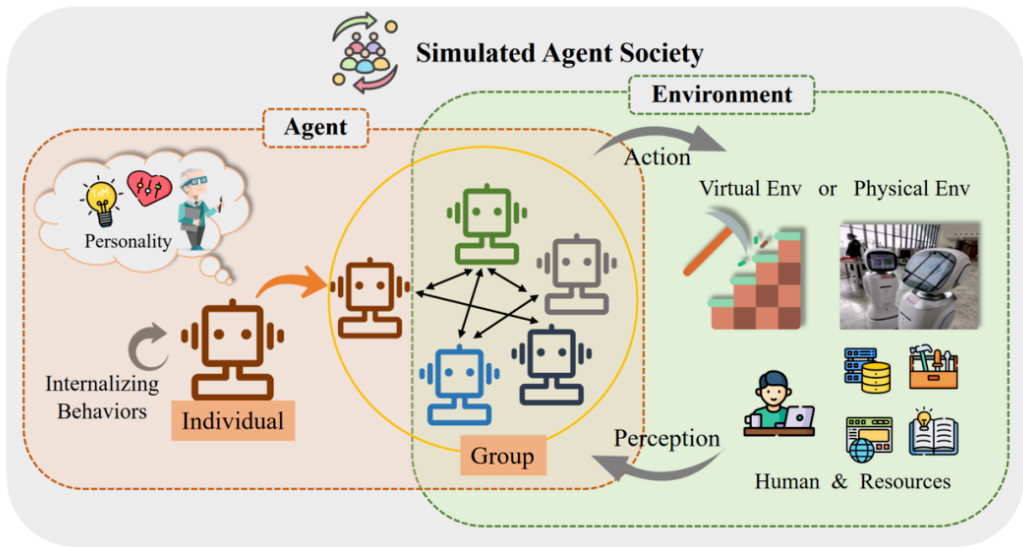 Simulated Agent Society
Agent
Environment
Action
Virtual Env or Physical Env
ToM
Personality
Internalizing
Behaviors
Individual
Group
Perception
Human & Resources